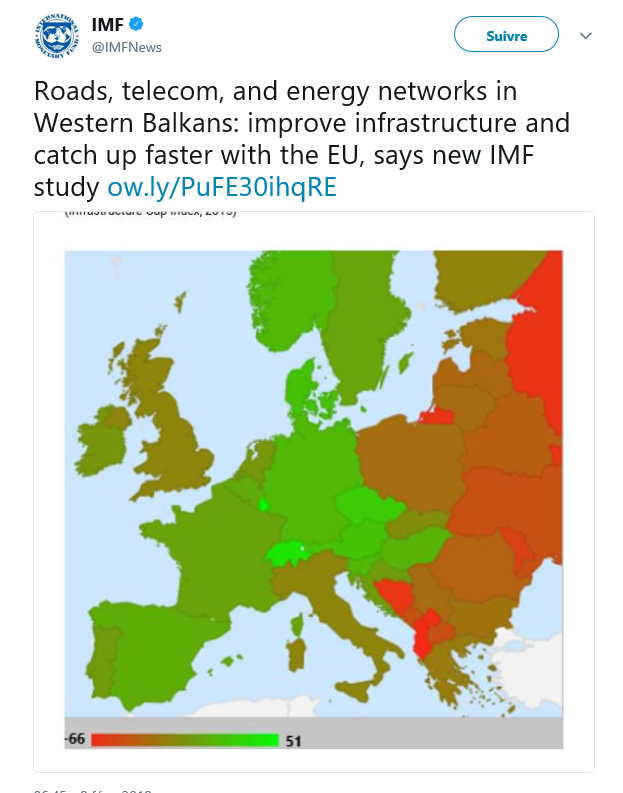 IMF
@IMFNews
Suivre
Roads, telecom, and energy networks in
Western Balkans: improve infrastructure and
catch up faster with the EU, says new IMF
study ow.ly/PuFE30ihqRE
(Infrastructure Gap Index, 2015)
-66
51